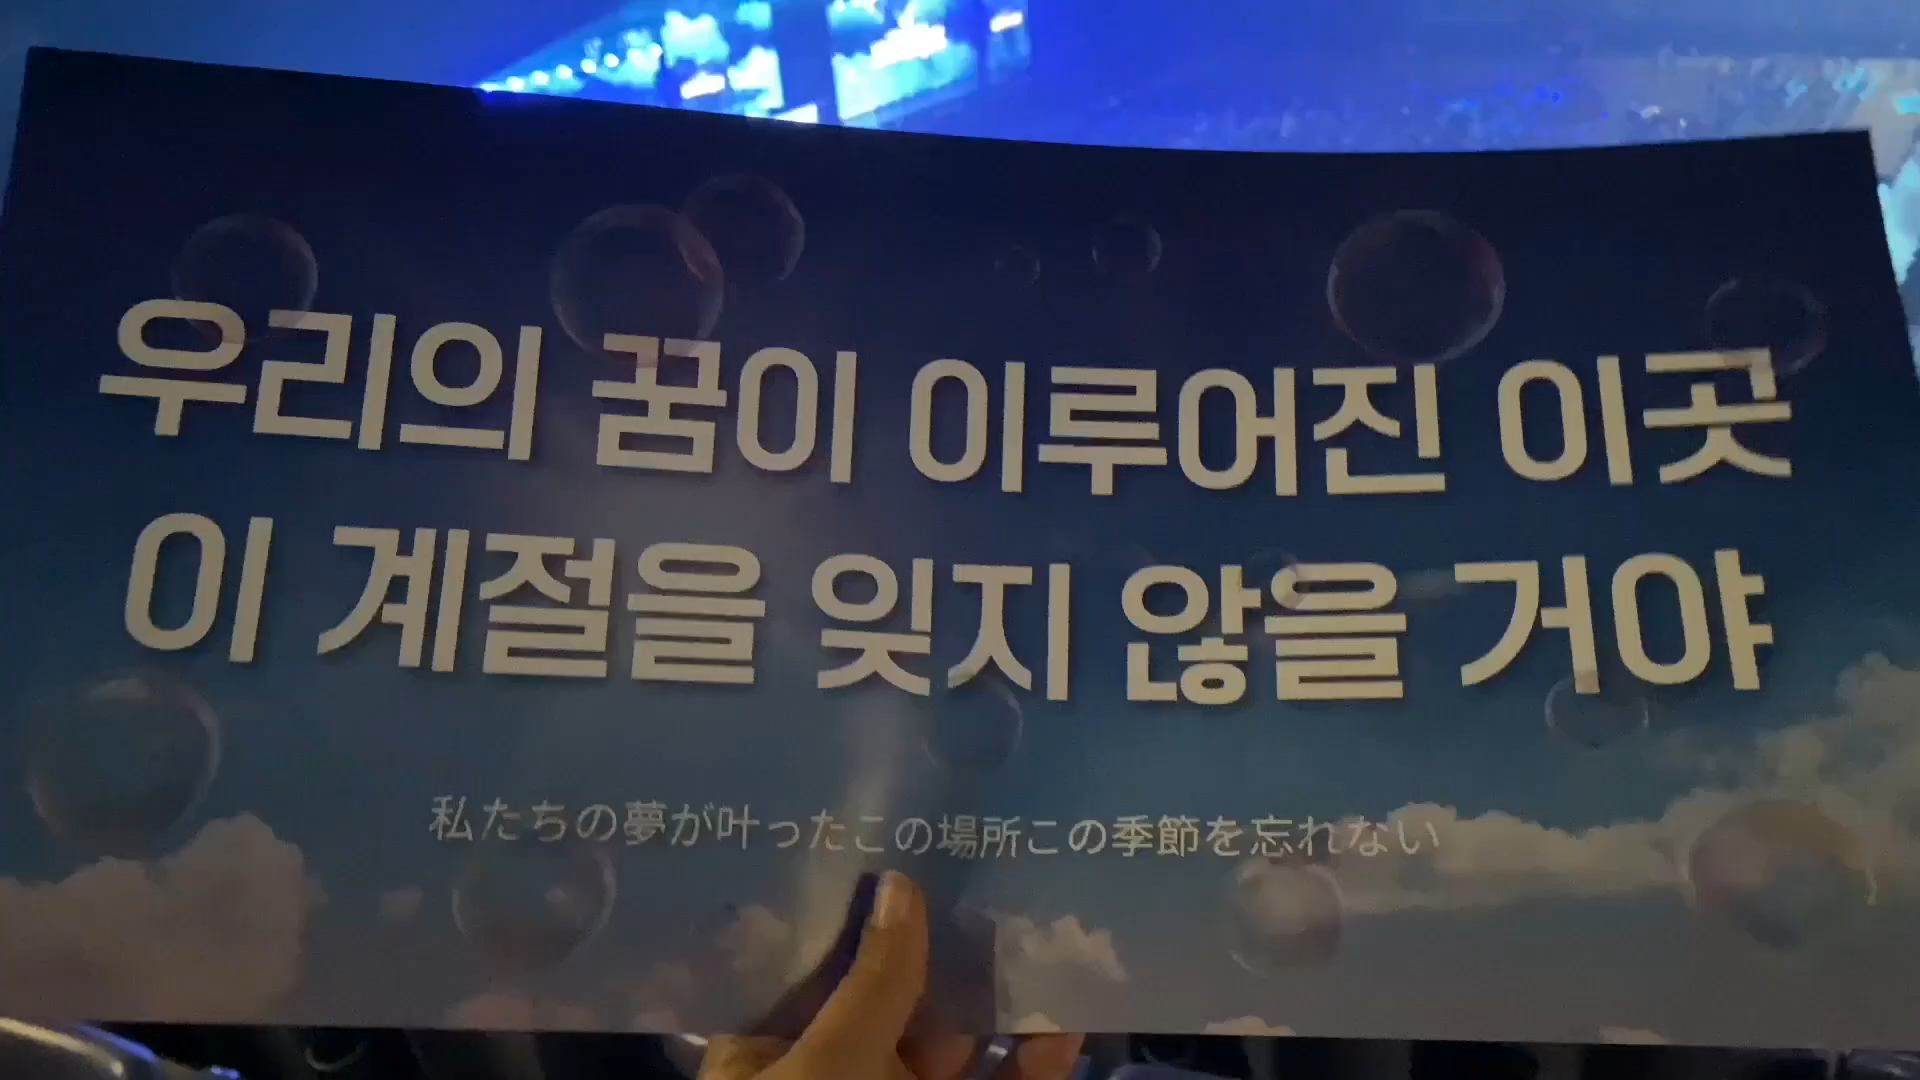 우리의 꿈이 이루어진 이곳
이 계절을 잊지 않을 거야
私たちの夢が叶ったこの場所この季節を忘れない